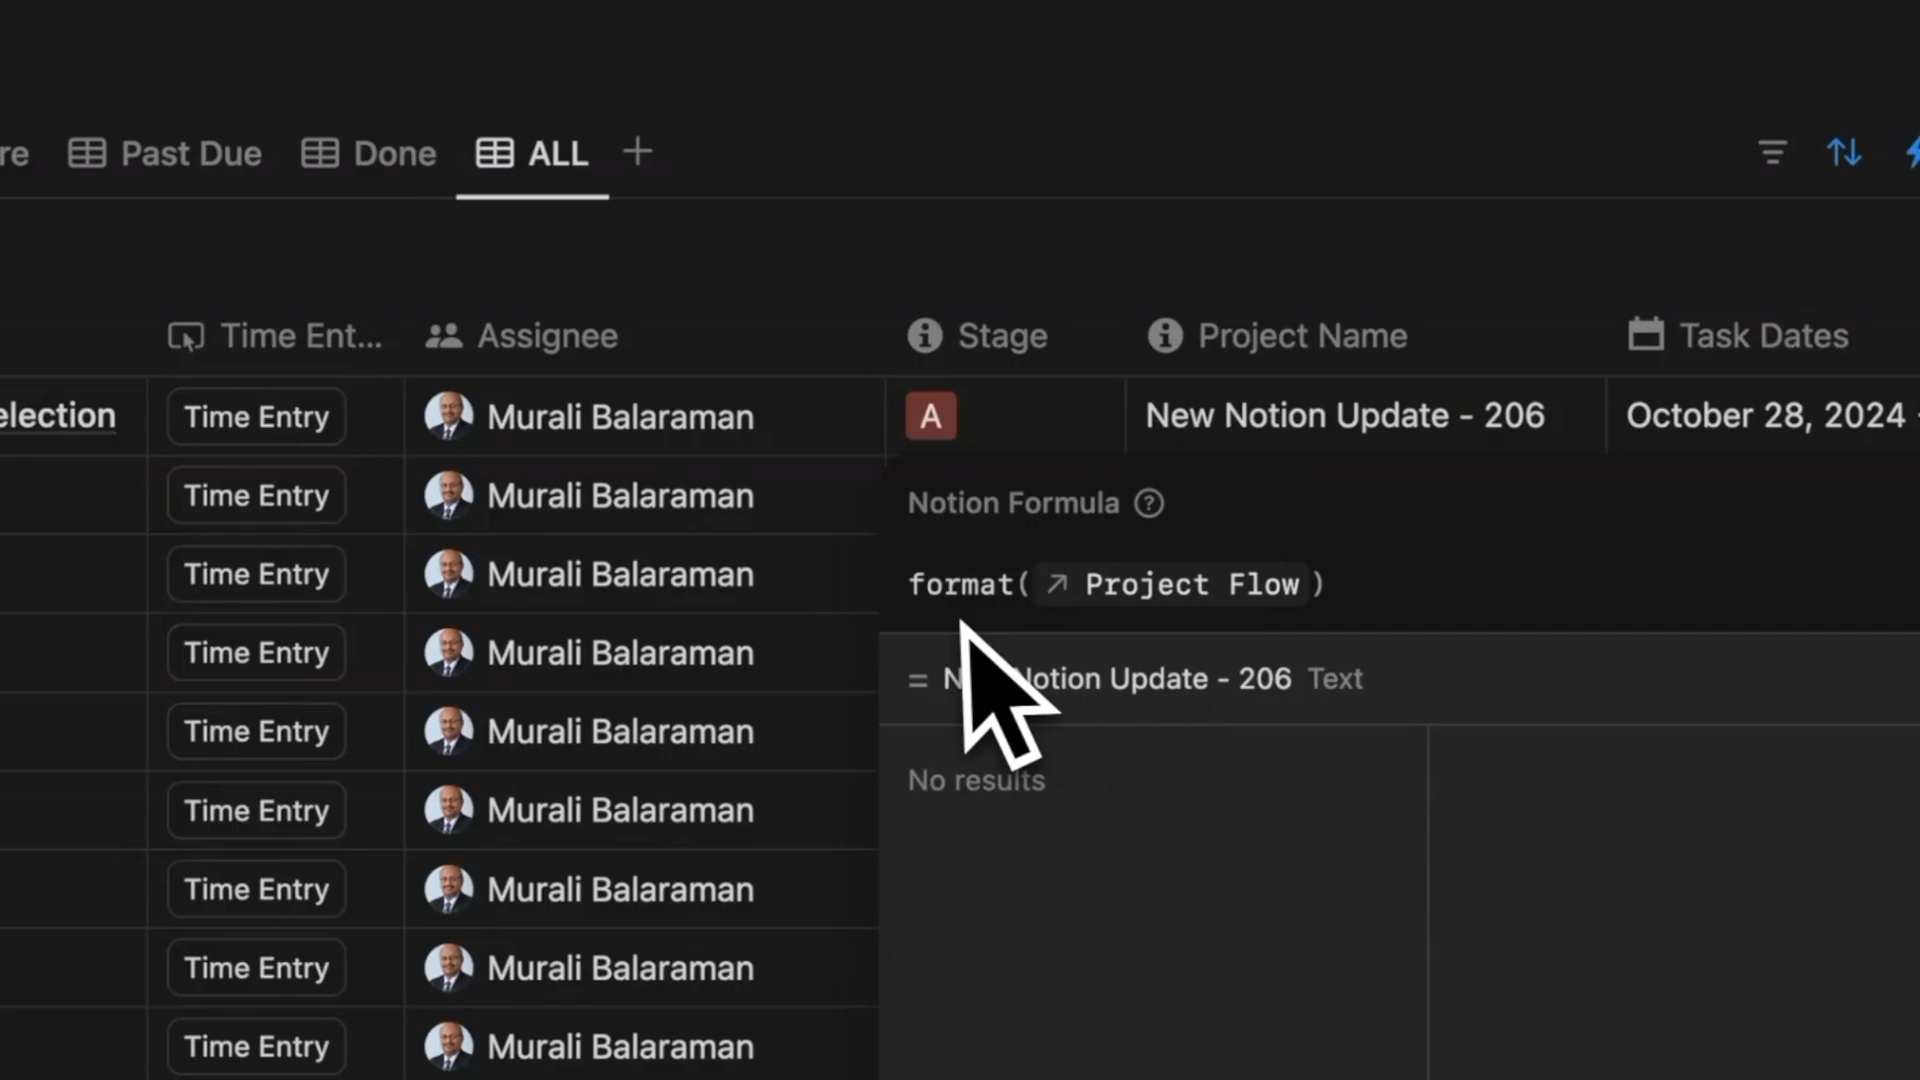 re Past Due Done ALL +
Time Ent... Assignee Stage Project Name Task Dates
election Time Entry Murali Balaraman A New Notion Update - 206 October 28, 2024
Time Entry Murali Balaraman
Notion Formula ?
Time Entry Murali Balaraman
format( ↗ Project Flow )
Time Entry Murali Balaraman
= Notion Update - 206 Text
Time Entry Murali Balaraman
No results
Time Entry Murali Balaraman
Time Entry Murali Balaraman
Time Entry Murali Balaraman
Time Entry Murali Balaraman